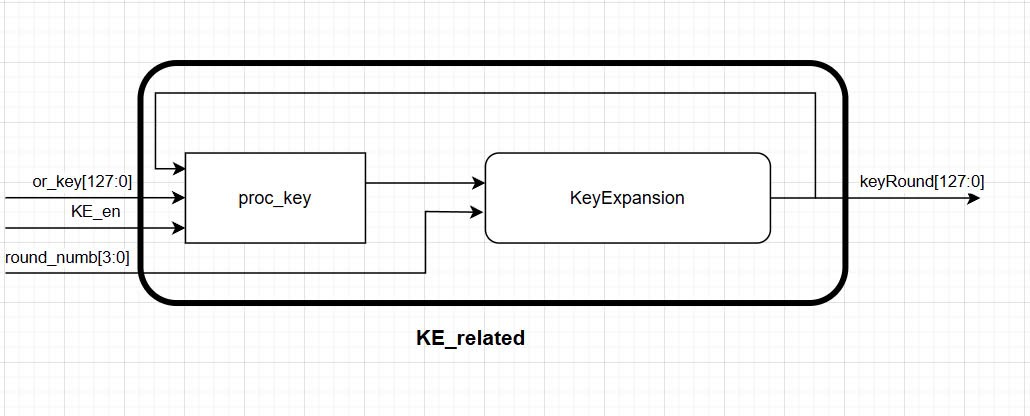 or_key[127:0]
KE_en
round_numb[3:0]
proc_key
KeyExpansion
keyRound[127:0]
KE_related